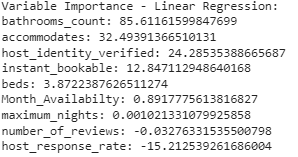 Variable Importance - Linear Regression:
bathrooms_count: 85.61161599847699
accommodates: 32.49391366510131
host_identity_verified: 24.28535388665687
instant_bookable: 12.847112948640168
beds: 3.8722387626511274
Month_Availabilty: 0.8917775613816827
maximum_nights: 0.001021331079925858
number_of_reviews: -0.03276331535500798
host_response_rate: -15.212539261686004